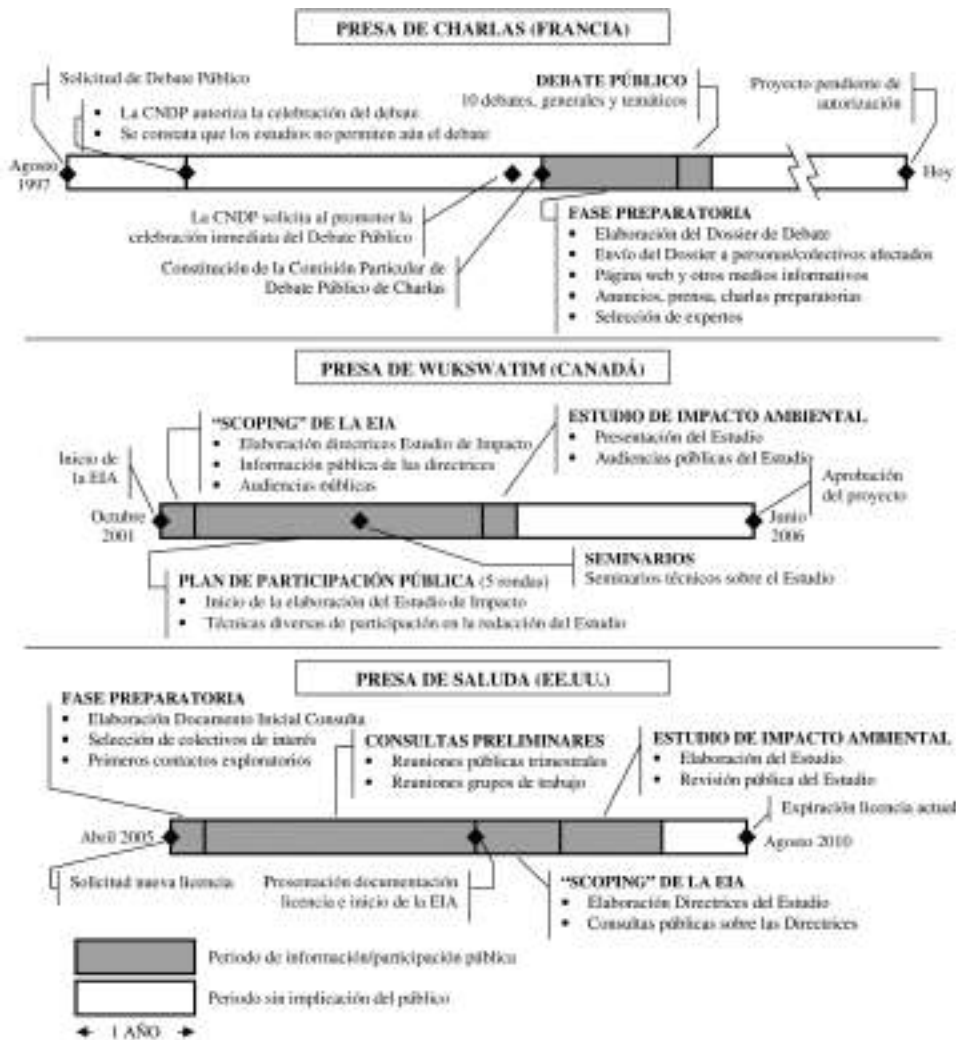 PRESA DE CHARLAS (FRANCIA)
Solicitud de Debate Público
• La CNDP autoriza la celebración del debate
• Se constata que los estudios no permiten aún el debate
DEBATE PÚBLICO
10 debates, generales y temáticos
Proyecto pendiente de
autorización
Agosto
1997
Hoy
La CNDP solicita al promotor la
celebración inmediata del Debate Público
Constitución de la Comisión Particular de
Debate Público de Charlas
FASE PREPARATORIA
• Elaboración del Dossier de Debate
• Envío del Dossier a personas/colectivos afectados
• Página web y otros medios informativos
• Anuncios, prensa, charlas preparatorias
• Selección de expertos
PRESA DE WUKSWATIM (CANADÁ)
Inicio de
la EIA
“SCOPING” DE LA EIA
• Elaboración directrices Estudio de Impacto
• Información pública de las directrices
• Audiencias públicas
ESTUDIO DE IMPACTO AMBIENTAL
• Presentación del Estudio
• Audiencias públicas del Estudio
Aprobación
del proyecto
Octubre
2001
Junio
2006
PLAN DE PARTICIPACIÓN PÚBLICA (5 rondas)
• Inicio de la elaboración del Estudio de Impacto
• Técnicas diversas de participación en la redacción del Estudio
SEMINARIOS
Seminarios técnicos sobre el Estudio
PRESA DE SALUDA (EE.UU.)
FASE PREPARATORIA
• Elaboración Documento Inicial Consulta
• Selección de colectivos de interés
• Primeros contactos exploratorios
CONSULTAS PRELIMINARES
• Reuniones públicas trimestrales
• Reuniones grupos de trabajo
ESTUDIO DE IMPACTO AMBIENTAL
• Elaboración del Estudio
• Revisión pública del Estudio
Expiración licencia actual
Abril 2005
Agosto 2010
Solicitud nueva licencia
Presentación documentación
licencia e inicio de la EIA
“SCOPING” DE LA EIA
• Elaboración Directrices del Estudio
• Consultas públicas sobre las Directrices
Periodo de información/participación pública
Periodo sin implicación del público
1 AÑO